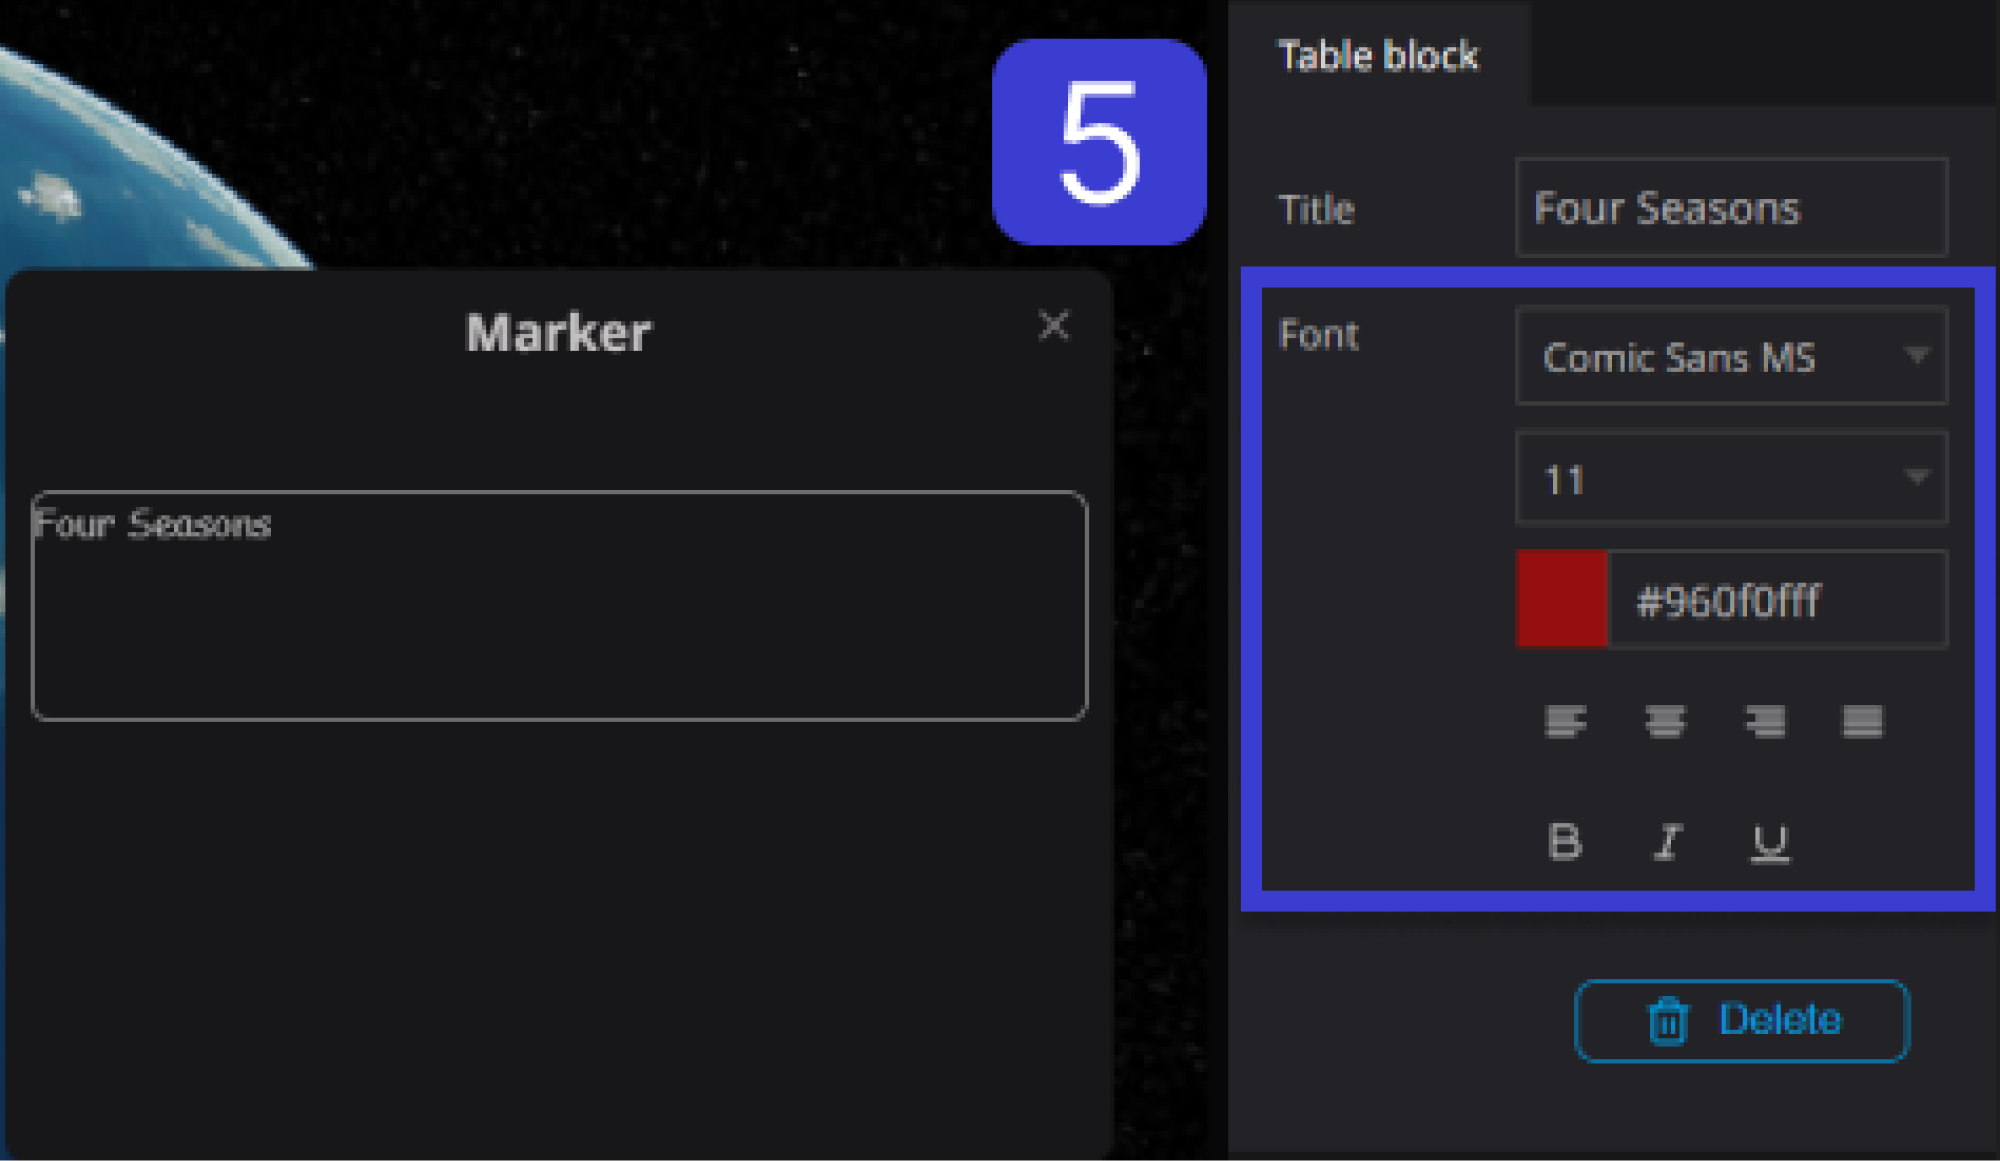 5
Table block
Title
Four Seasons
Marker
Font
Comic Sans MS
11
Four Seasons
#960f0fff
B I U
Delete